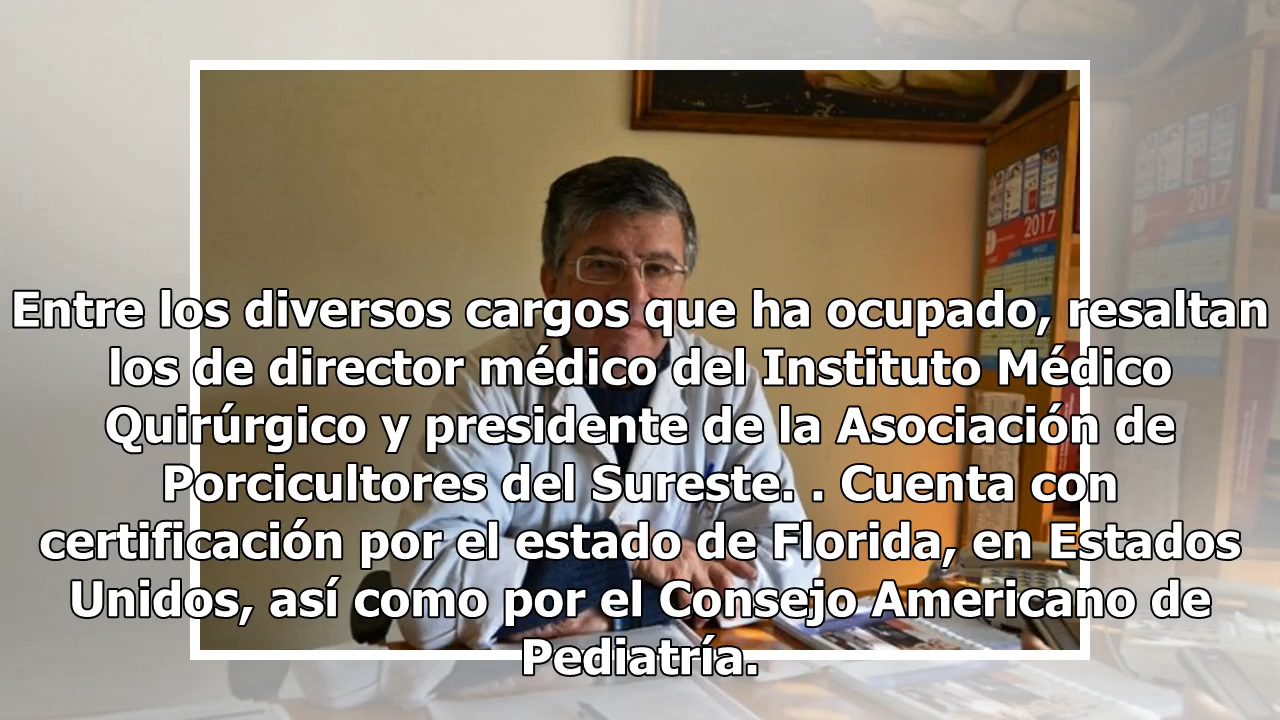 2017
2017
Entre los diversos cargos que ha ocupado, resaltan
los de director médico del Instituto Médico
Quirúrgico y presidente de la Asociación de
Porcicultores del Sureste. . Cuenta con
certificación por el estado de Florida, en Estados
Unidos, así como por el Consejo Americano de
Pediatría.